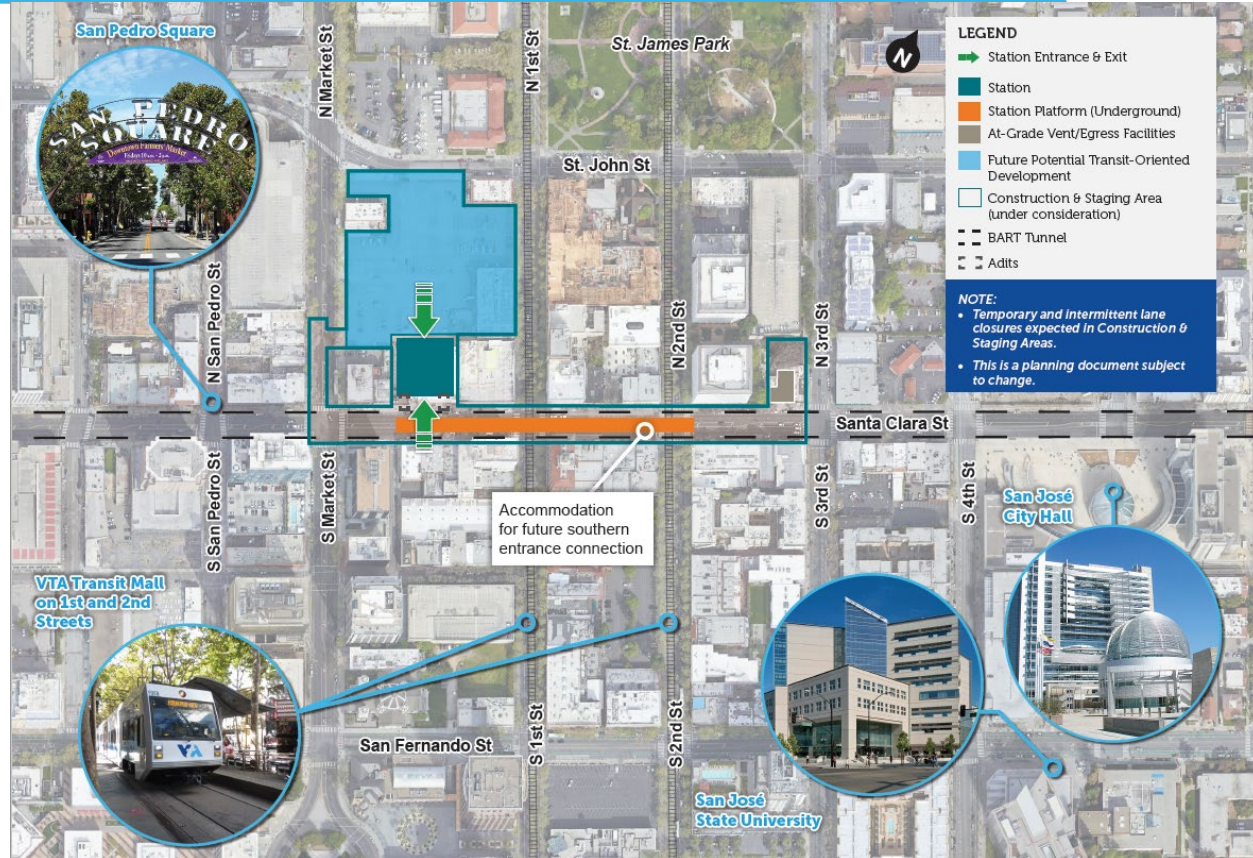 San Pedro Square
SAN PEDRO
SQUARE
Downtown Farmers' Market
Fridays 10 am - 2 pm
N Market St
N 1st St
St. James Park
N
St. John St
N San Pedro St
N 2nd St
N 3rd St
Santa Clara St
S San Pedro St
S Market St
S 3rd St
S 4th St
Accommodation
for future southern
entrance connection
VTA Transit Mall
on 1st and 2nd
Streets
VTA
San Fernando St
S 1st St
S 2nd St
San José
State University
San José
City Hall
LEGEND
Station Entrance & Exit
Station
Station Platform (Underground)
At-Grade Vent/Egress Facilities
Future Potential Transit-Oriented
Development
Construction & Staging Area
(under consideration)
BART Tunnel
Adits
NOTE:
• Temporary and intermittent lane
closures expected in Construction &
Staging Areas.
• This is a planning document subject
to change.